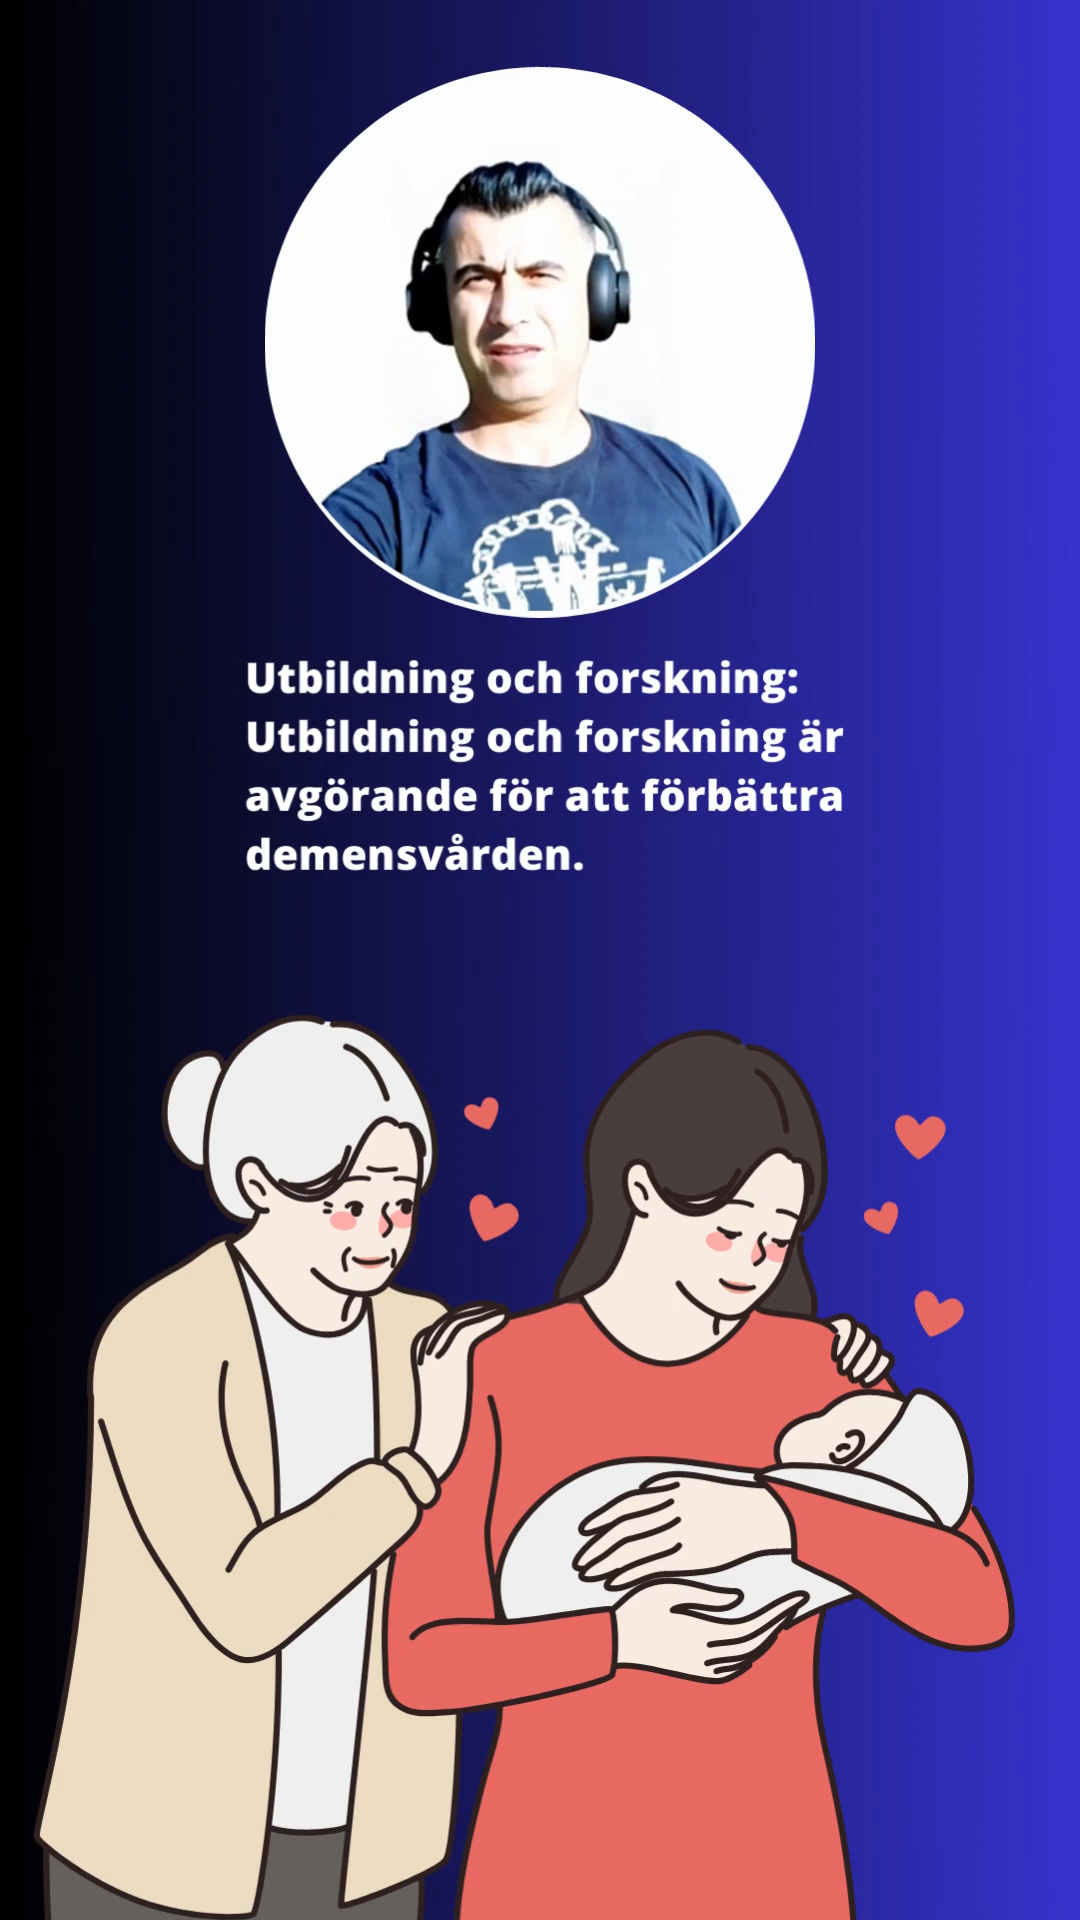 Utbildning och forskning:
Utbildning och forskning är
avgörande för att förbättra
demensvården.